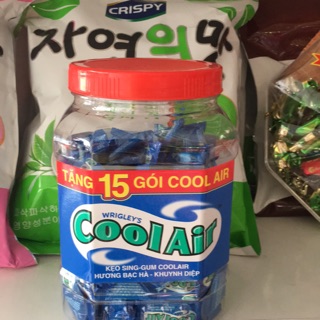 CRISPY
자연의 맛
TẶNG 15 GÓI COOL AIR
WRIGLEY'S
CoolAir
KẸO SING-GUM COOLAIR
HƯƠNG BẠC HÀ - KHUYNH DIỆP